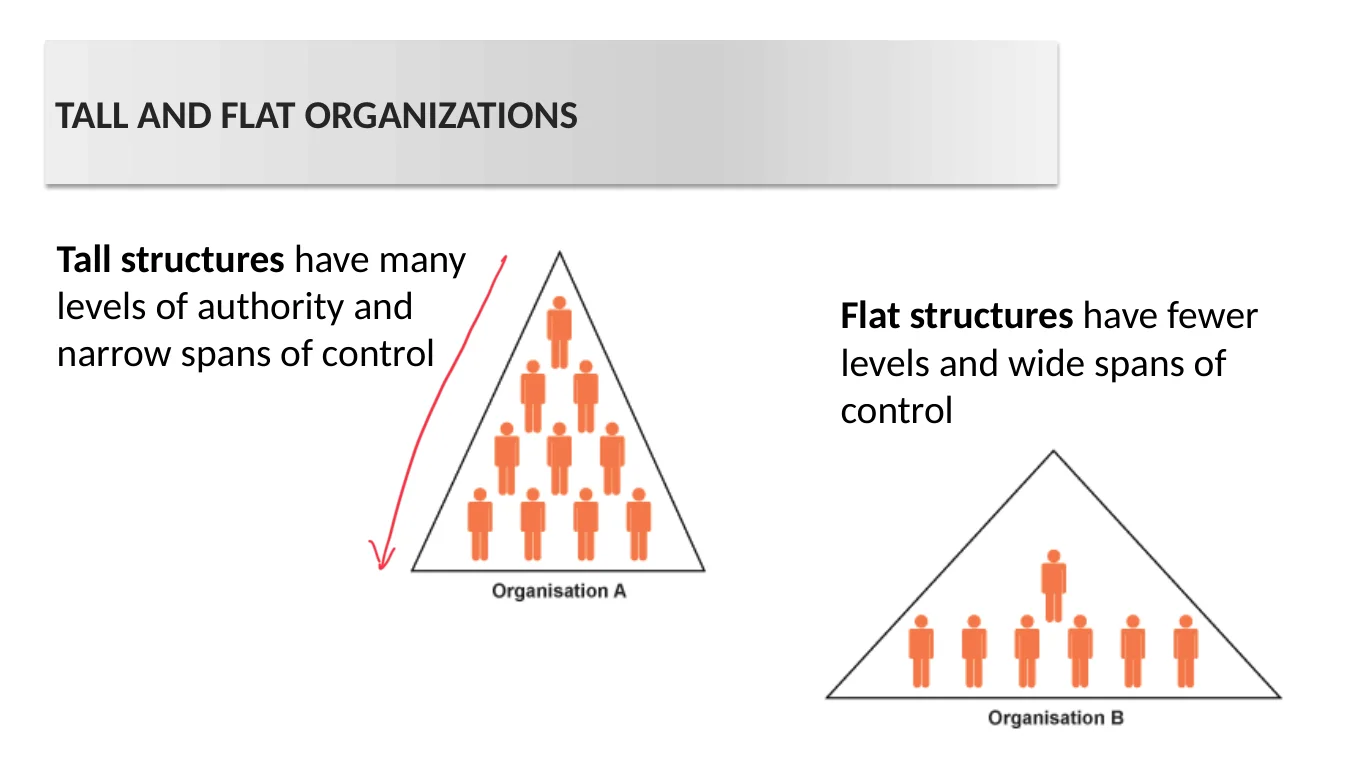 TALL AND FLAT ORGANIZATIONS
Tall structures have many
levels of authority and
narrow spans of control
Organisation A
Flat structures have fewer
levels and wide spans of
control
Organisation B